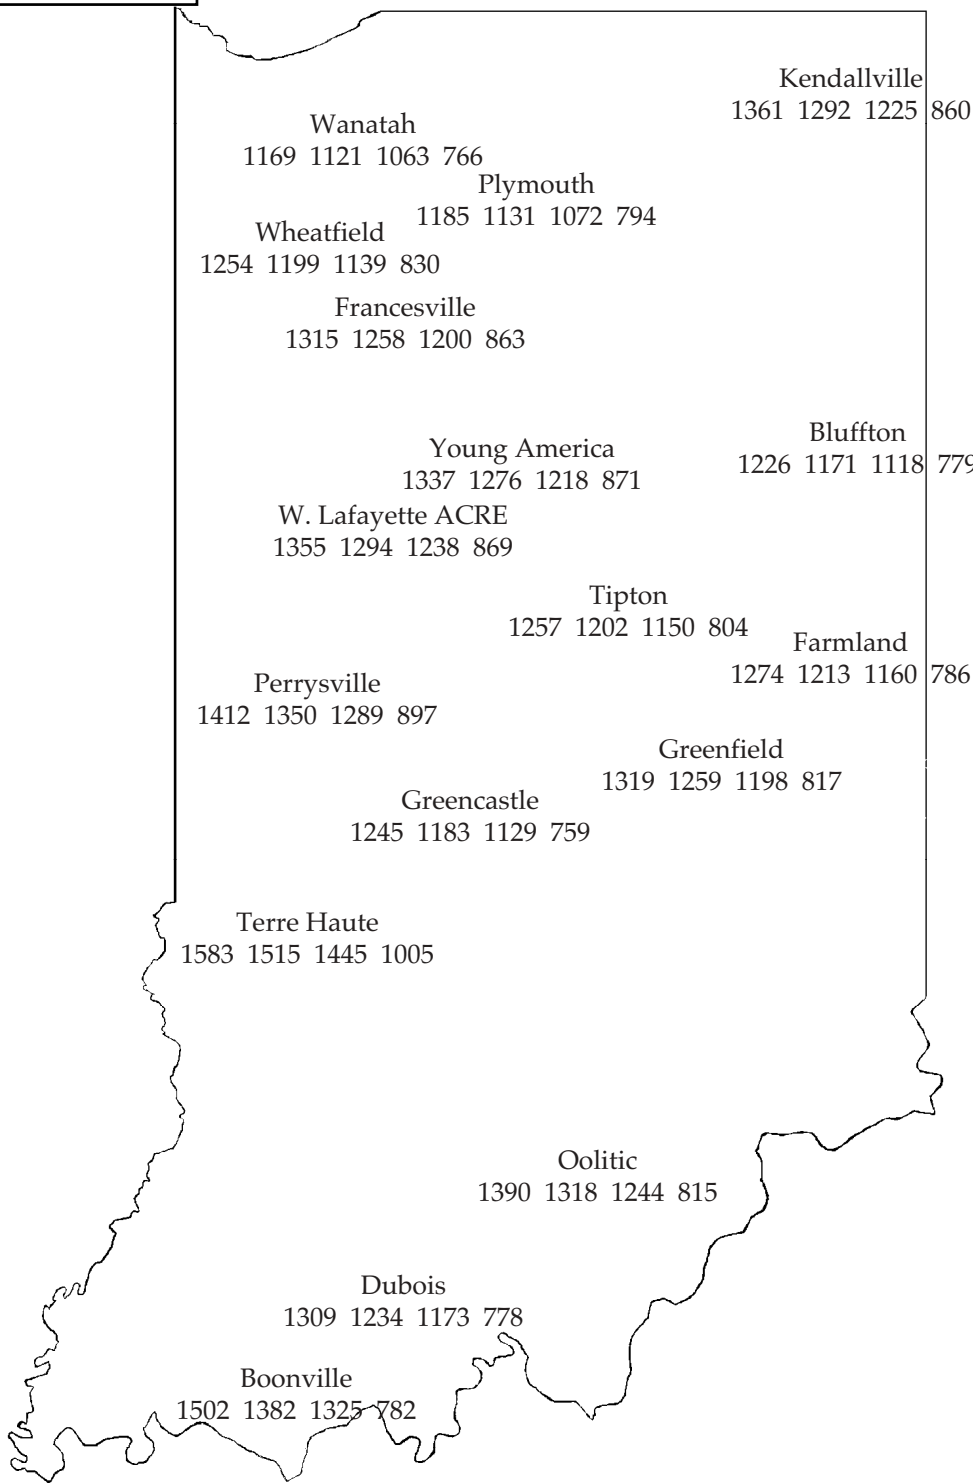 Kendallville
1361 1292 1225 860
Wanatah
1169 1121 1063 766
Plymouth
1185 1131 1072 794
Wheatfield
1254 1199 1139 830
Francesville
1315 1258 1200 863
Bluffton
1226 1171 1118 779
Young America
1337 1276 1218 871
W. Lafayette ACRE
1355 1294 1238 869
Tipton
1257 1202 1150 804
Farmland
1274 1213 1160 786
Perrysville
1412 1350 1289 897
Greenfield
1319 1259 1198 817
Greencastle
1245 1183 1129 759
Terre Haute
1583 1515 1445 1005
Oolitic
1390 1318 1244 815
Dubois
1309 1234 1173 778
Boonville
1502 1382 1325 782